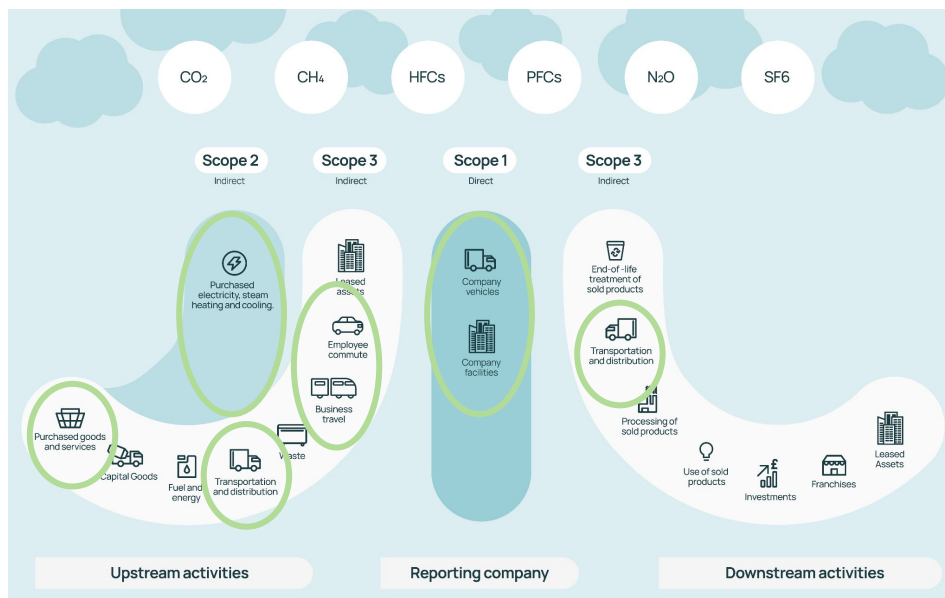 CO₂
CH₄
HFCs
PFCs
N₂O
SF6
Scope 2
Indirect
Scope 3
Indirect
Scope 1
Direct
Scope 3
Indirect
Purchased
electricity, steam
heating and cooling.
Leased
assets
Employee
commute
Business
travel
Waste
Transportation
and distribution
Fuel and
energy
Capital Goods
Purchased goods
and services
Company
vehicles
Company
facilities
End-of -life
treatment of
sold products
Transportation
and distribution
Processing of
sold products
Use of sold
products
£
Investments
Franchises
Leased
Assets
Upstream activities
Reporting company
Downstream activities